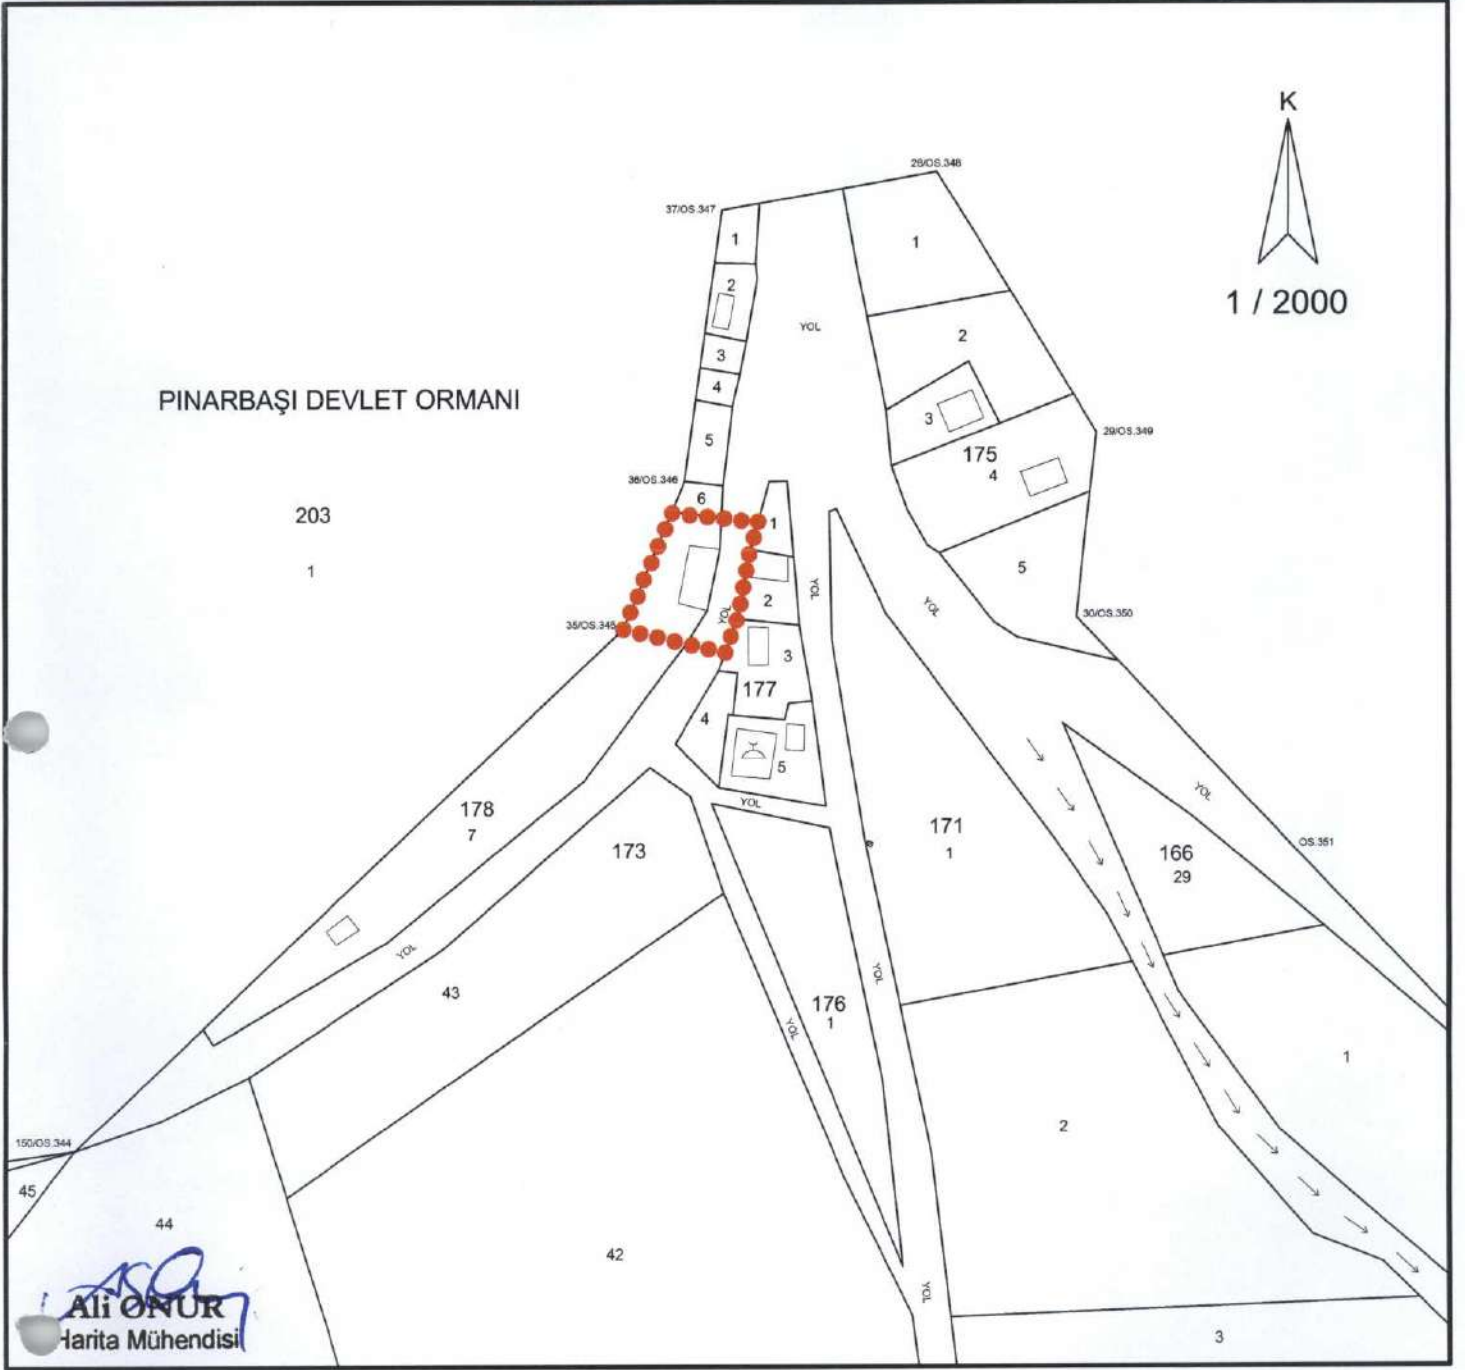 K
1 / 2000
28/OS.348
37/OS.347
1
1
2
YOL
2
3
4
PINARBAŞI DEVLET ORMANI
3
29/OS.349
5
175
4
36/OS.346
6
203
1
1
5
YOL
2
YOL
YOL
30/OS.350
35/OS.345
3
177
4
5
YOL
YOL
178
7
171
1
OS.351
173
166
29
YOL
43
YOL
176
1
YOL
1
2
150/OS.344
45
44
42
YOL
3
Ali ONUR
Harita Mühendisi